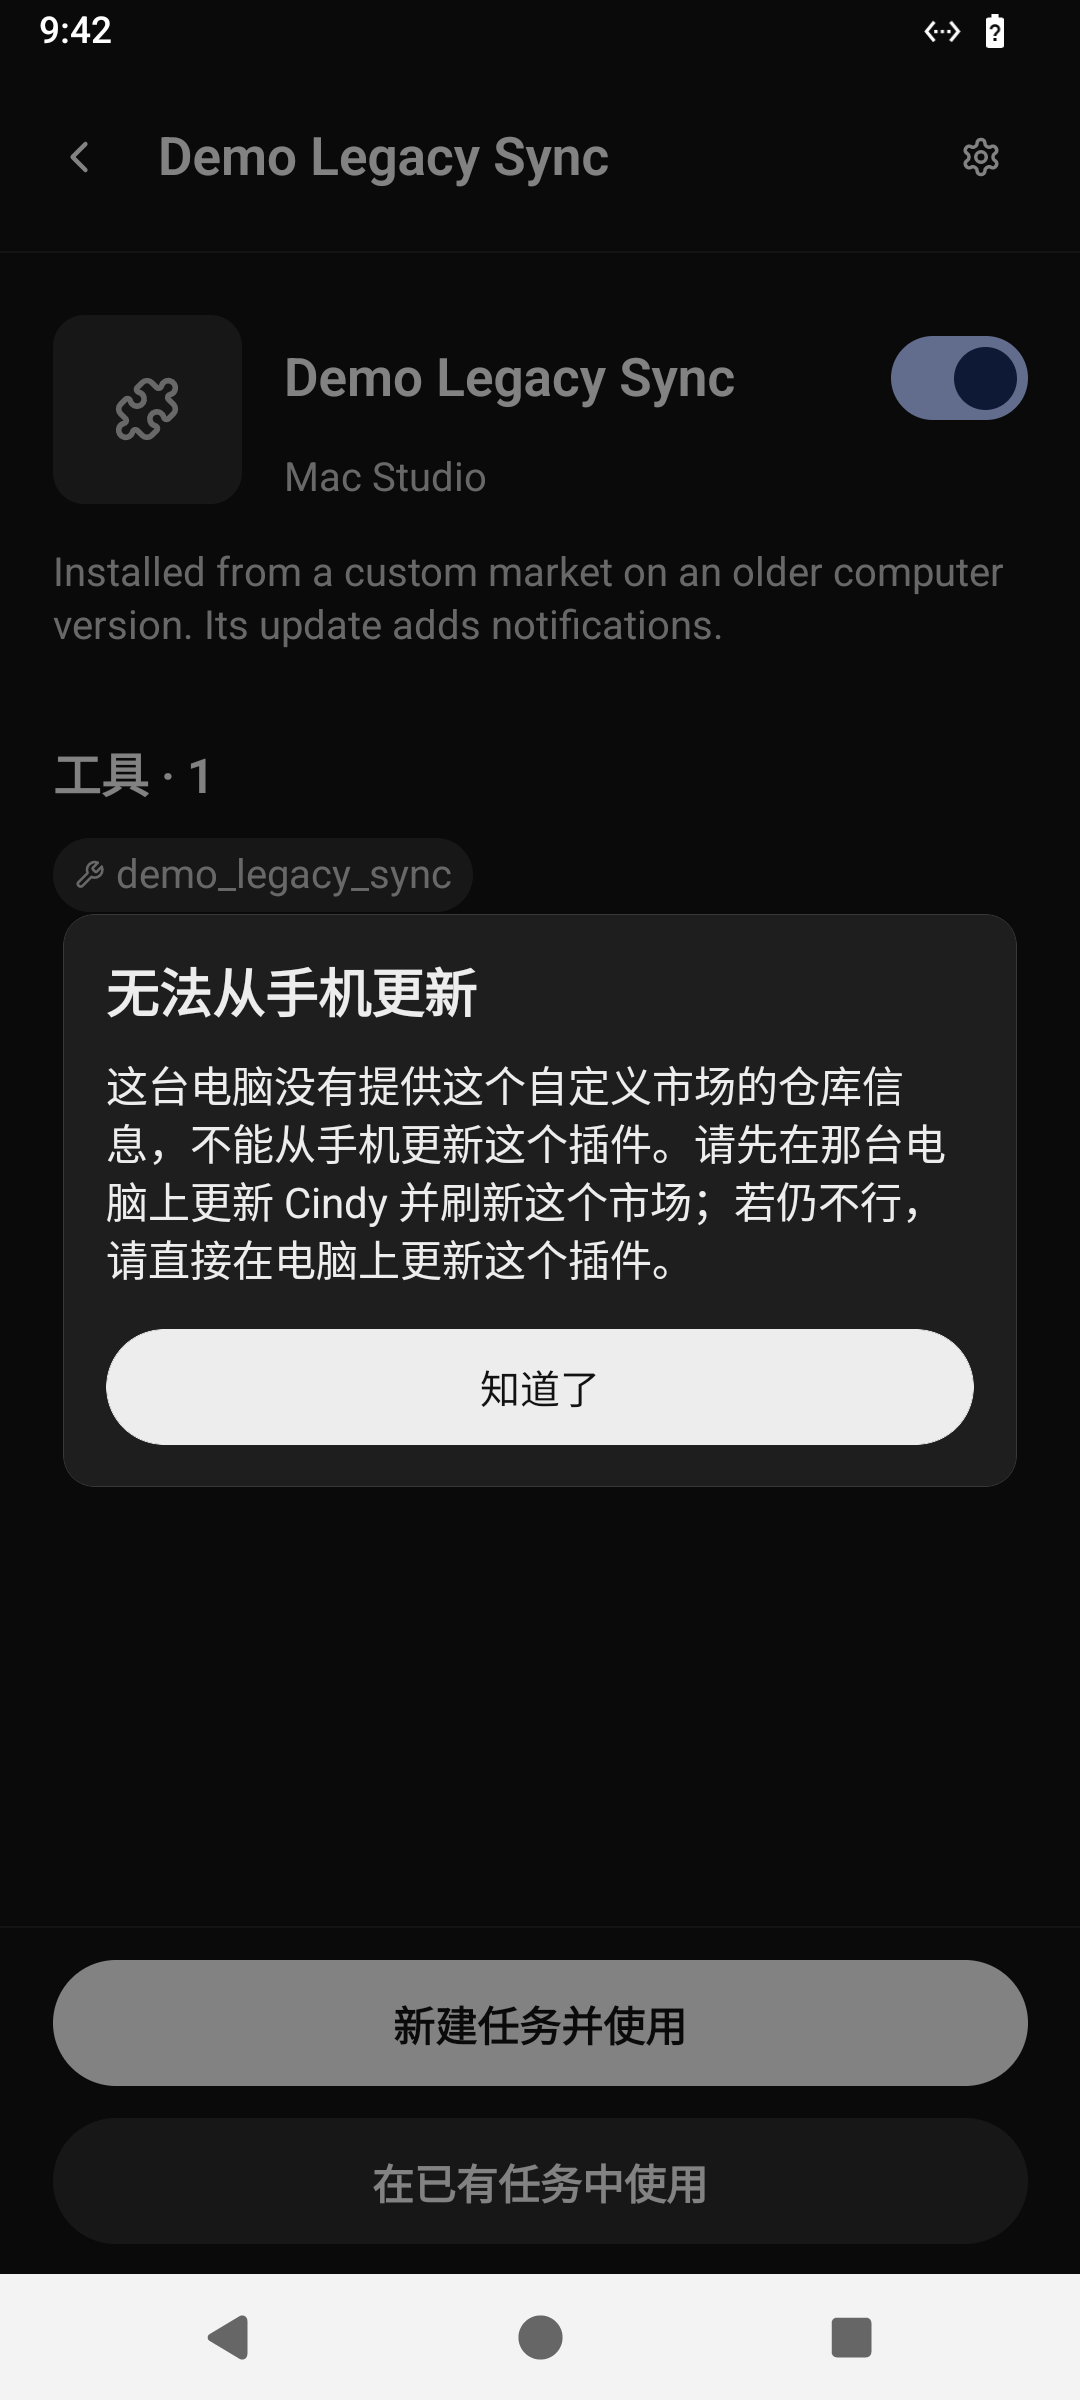 9:42
Demo Legacy Sync
Demo Legacy Sync
Mac Studio
Installed from a custom market on an older computer
version. Its update adds notifications.
工具 · 1
demo_legacy_sync
无法从手机更新
这台电脑没有提供这个自定义市场的仓库信
息，不能从手机更新这个插件。请先在那台电
脑上更新 Cindy 并刷新这个市场；若仍不行，
请直接在电脑上更新这个插件。
知道了
新建任务并使用
在已有任务中使用